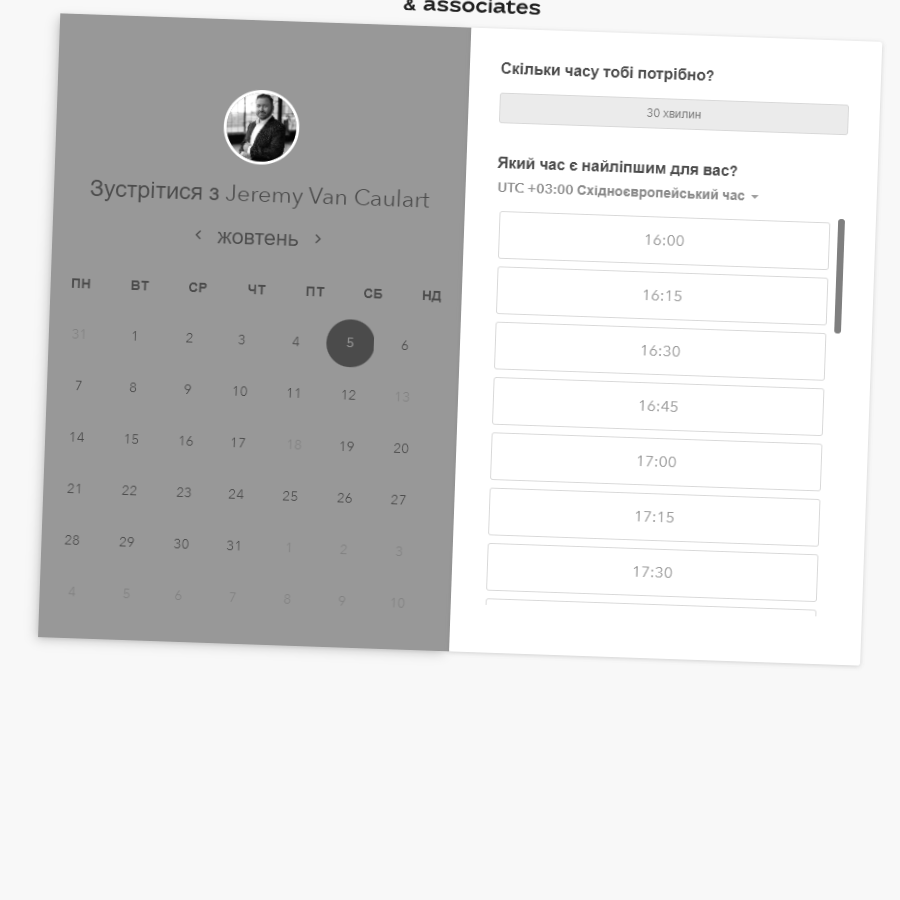 & associates
Зустрітися з Jeremy Van Caulart
‹ жовтень ›
ПН ВТ СР ЧТ ПТ СБ НД
31 1 2 3 4 5 6
7 8 9 10 11 12 13
14 15 16 17 18 19 20
21 22 23 24 25 26 27
28 29 30 31 1 2 3
4 5 6 7 8 9 10
Скільки часу тобі потрібно?
30 хвилин
Який час є найліпшим для вас?
UTC +03:00 Східноєвропейський час
16:00
16:15
16:30
16:45
17:00
17:15
17:30